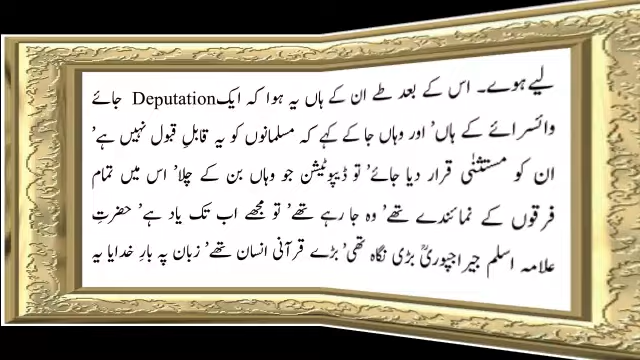 لیے ہوے۔ اس کے بعد طے ان کے ہاں یہ ہوا کہ ایک Deputation جائے
وائسرائے کے ہاں’ اور وہاں جا کے کہے کہ مسلمانوں کو یہ قابلِ قبول نہیں ہے’
ان کو مستثنٰی قرار دیا جائے’ تو ڈیپوٹیشن جو وہاں بن کے چلا’ اس میں تمام
فرقوں کے نمائندے تھے’ وہ جا رہے تھے’ تو مجھے اب تک یاد ہے’ حضرتِ
علامہ اسلم جیراجپوریؒ بڑی نگاہ تھی’ بڑے قرآنی انسان تھے’ زبان پہ بارِ خدایا یہ